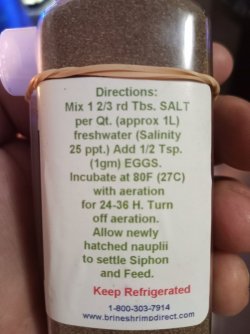 Directions:
Mix 1 2/3 rd Tbs. SALT
per Qt. (approx 1L)
freshwater (Salinity
25 ppt.) Add 1/2 Tsp.
(1gm) EGGS.
Incubate at 80F (27C)
with aeration
for 24-36 H. Turn
off aeration.
Allow newly
hatched nauplii
to settle Siphon
and Feed.
Keep Refrigerated
1-800-303-7914
www.brineshrimpdirect.com